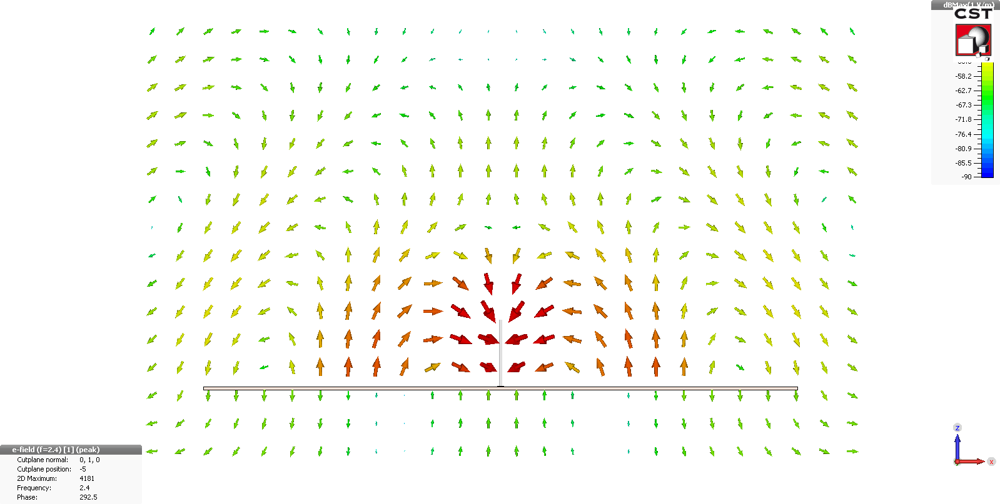 dBMax(1 V/m)
CST
-58.2
-62.7
-67.3
-71.8
-76.4
-80.9
-85.5
-90
z
x
e-field (f=2.4) [1] (peak)
Cutplane normal: 0, 1, 0
Cutplane position: -5
2D Maximum: 4181
Frequency: 2.4
Phase: 292.5